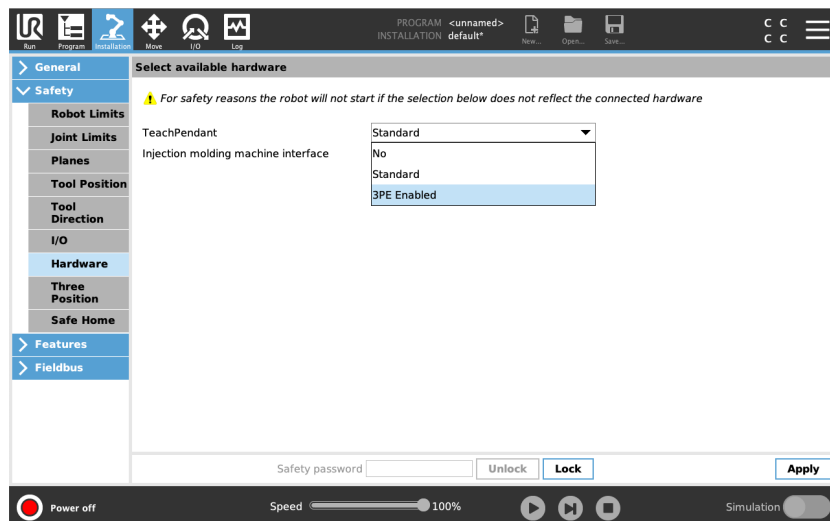 UR
PROGRAM <unnamed>
INSTALLATION default*
Run Program Installation Move I/O Log New... Open... Save...
C C
C C
General
Safety
Robot Limits
Joint Limits
Planes
Tool Position
Tool
Direction
I/O
Hardware
Three
Position
Safe Home
Features
Fieldbus
Select available hardware
For safety reasons the robot will not start if the selection below does not reflect the connected hardware
TeachPendant Standard
Injection molding machine interface No
Standard
3PE Enabled
Safety password Unlock Lock Apply
Power off Speed 100% Simulation